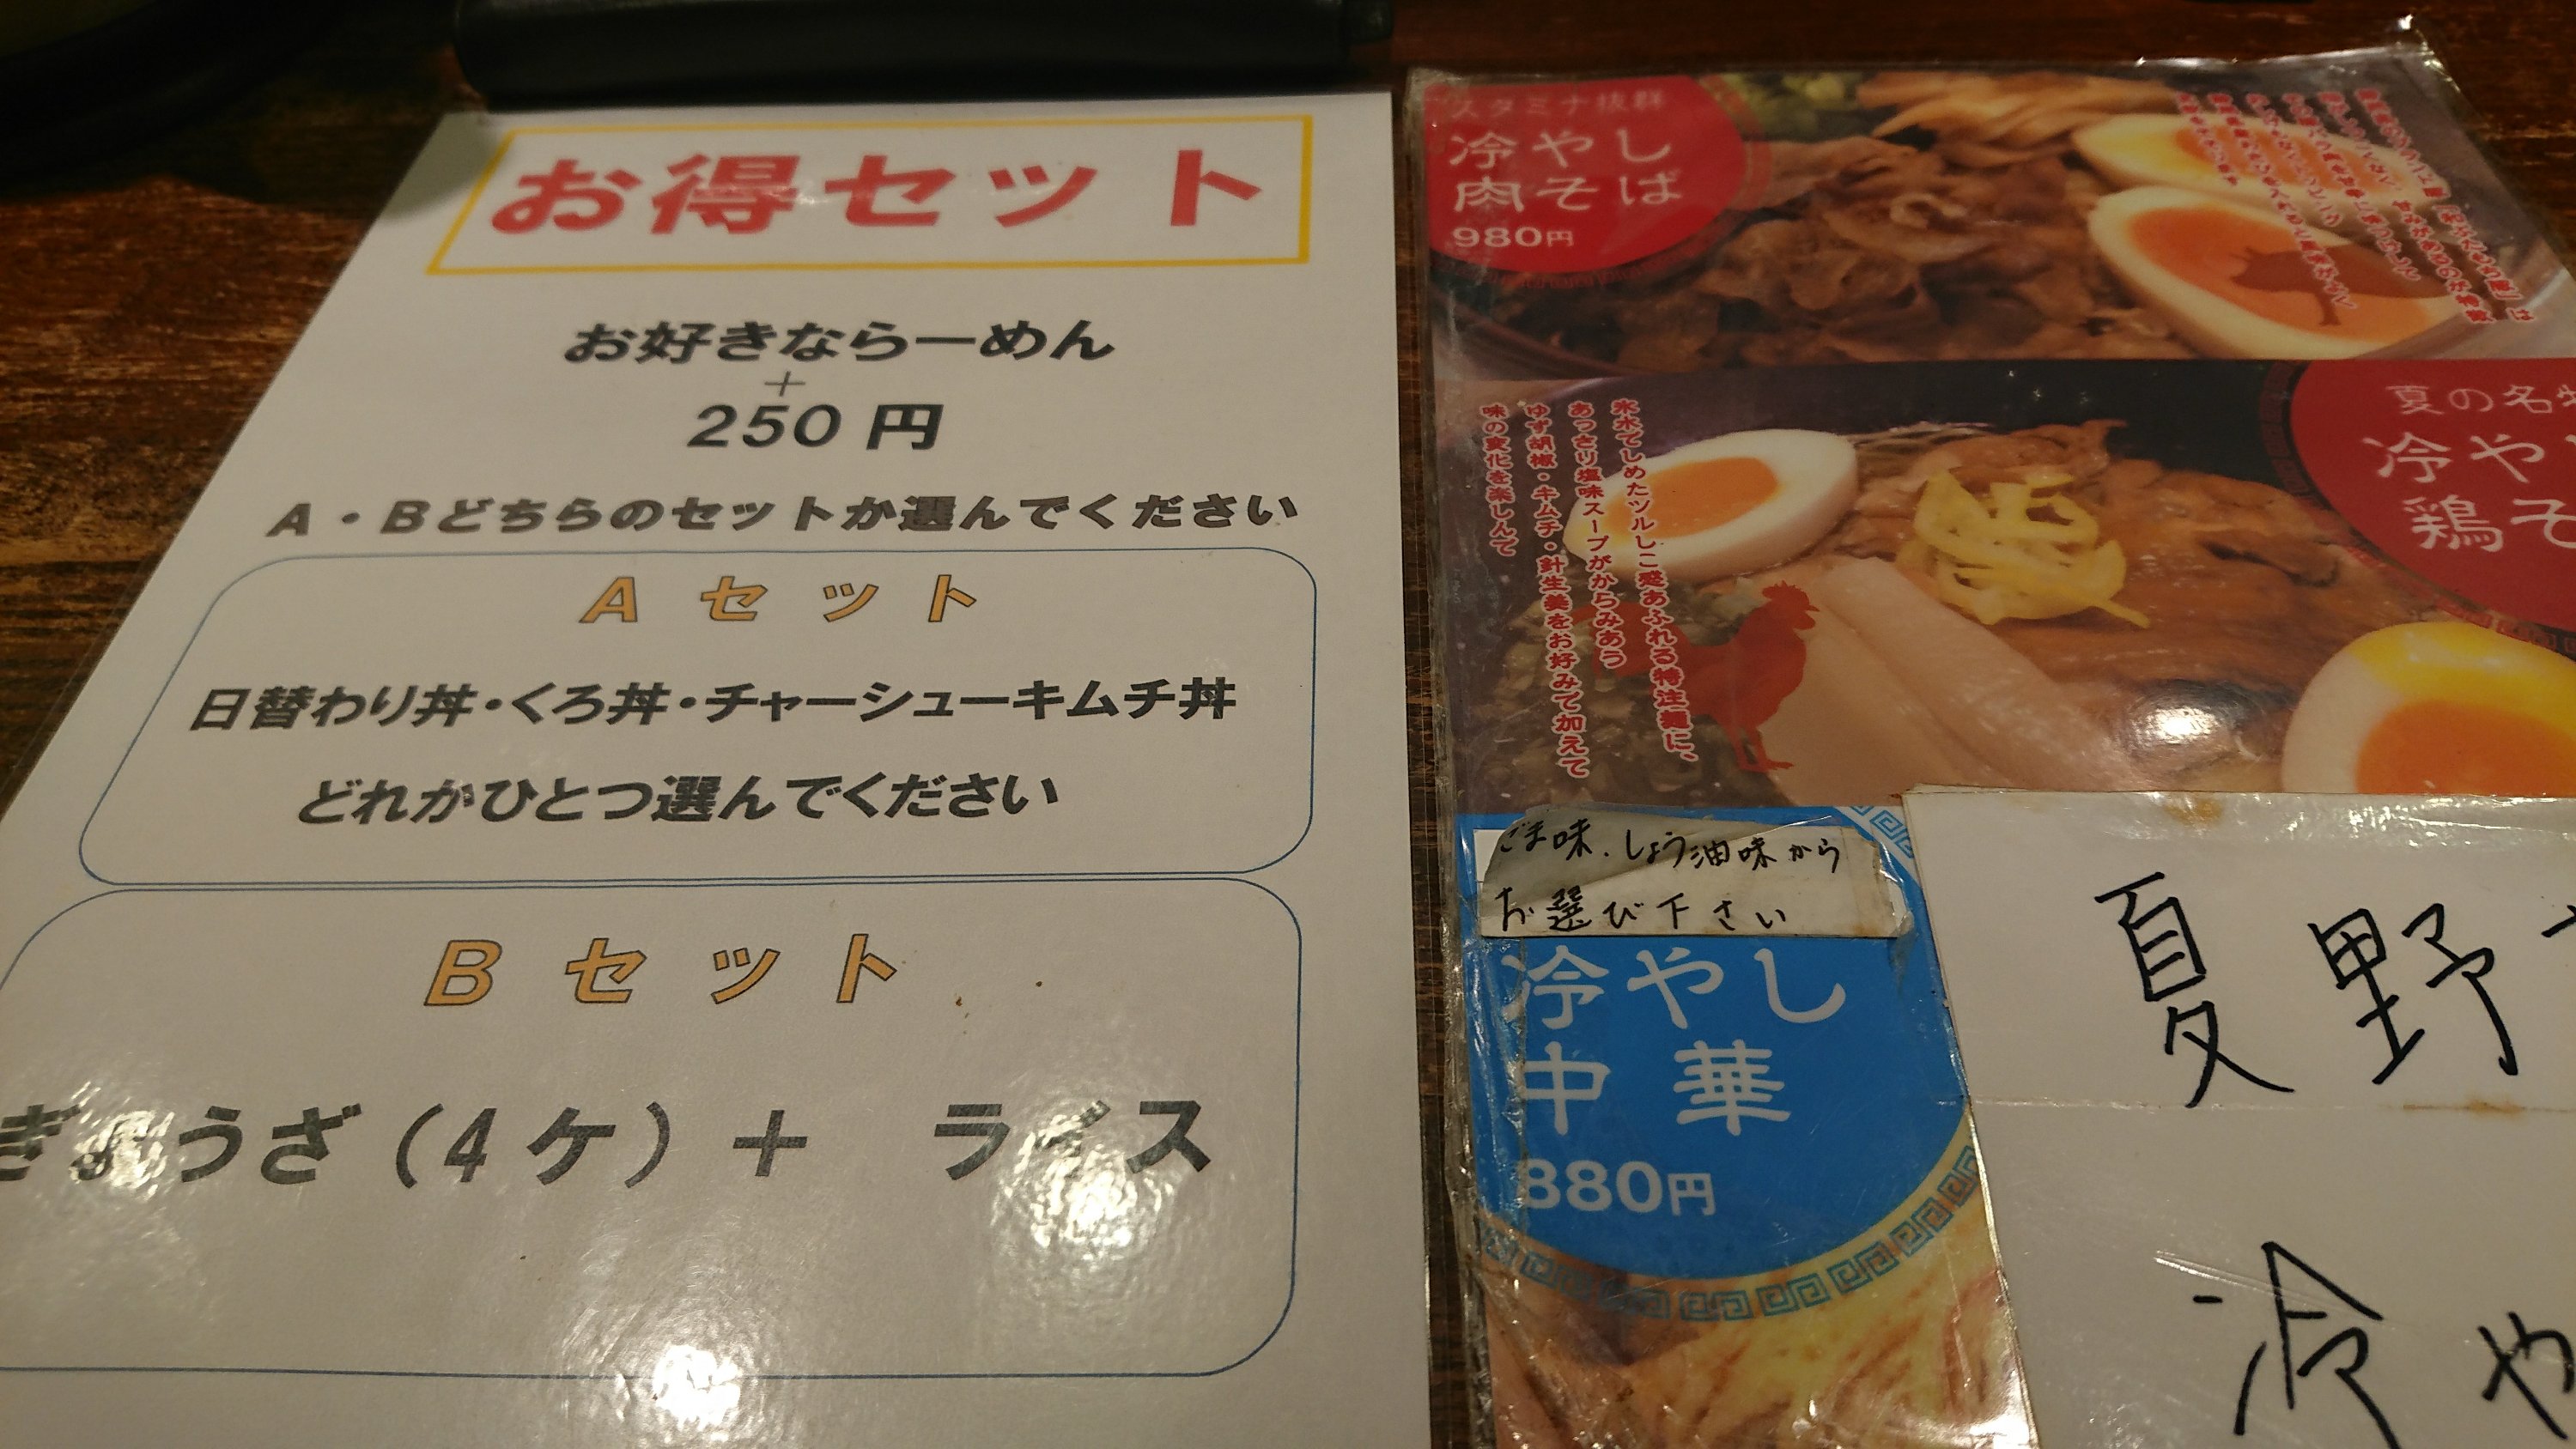 お得セット
お好きならーめん
+
250円
A・Bどちらのセットか選んでください
Aセット
日替わり丼・くろ丼・チャーシューキムチ丼
どれかひとつ選んでください
Bセット
ぎょうざ(4ケ)+ ライス
スタミナ抜群
冷やし
肉そば
980円
夏の名物
冷やし
鶏そ
氷水でしめたツルしこ感あふれる特注麺に、
あっさり塩味スープがからみあう
ゆず胡椒・キムチ・針生姜をお好みで加えて
味の変化を楽しんで
ごま味、しょう油味から
お選び下さい
冷やし
中華
880円
夏野
冷や